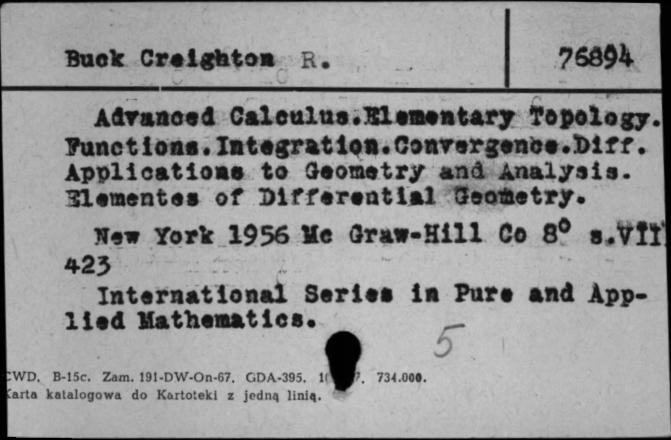 Buck Creighton R. 76894
Advanced Calculus.Elementary Topology.
Functions.Integration.Convergence.Diff.
Applications to Geometry and Analysis.
Elementes of Differential Geometry.
New York 1956 Mc Graw-Hill Co 8° s.VII
423
International Series in Pure and App-
lied Mathematics.
5
CWD. B-15c. Zam. 191-DW-On-67. GDA-395. 734.000.
Karta katalogowa do Kartoteki z jedną linią.